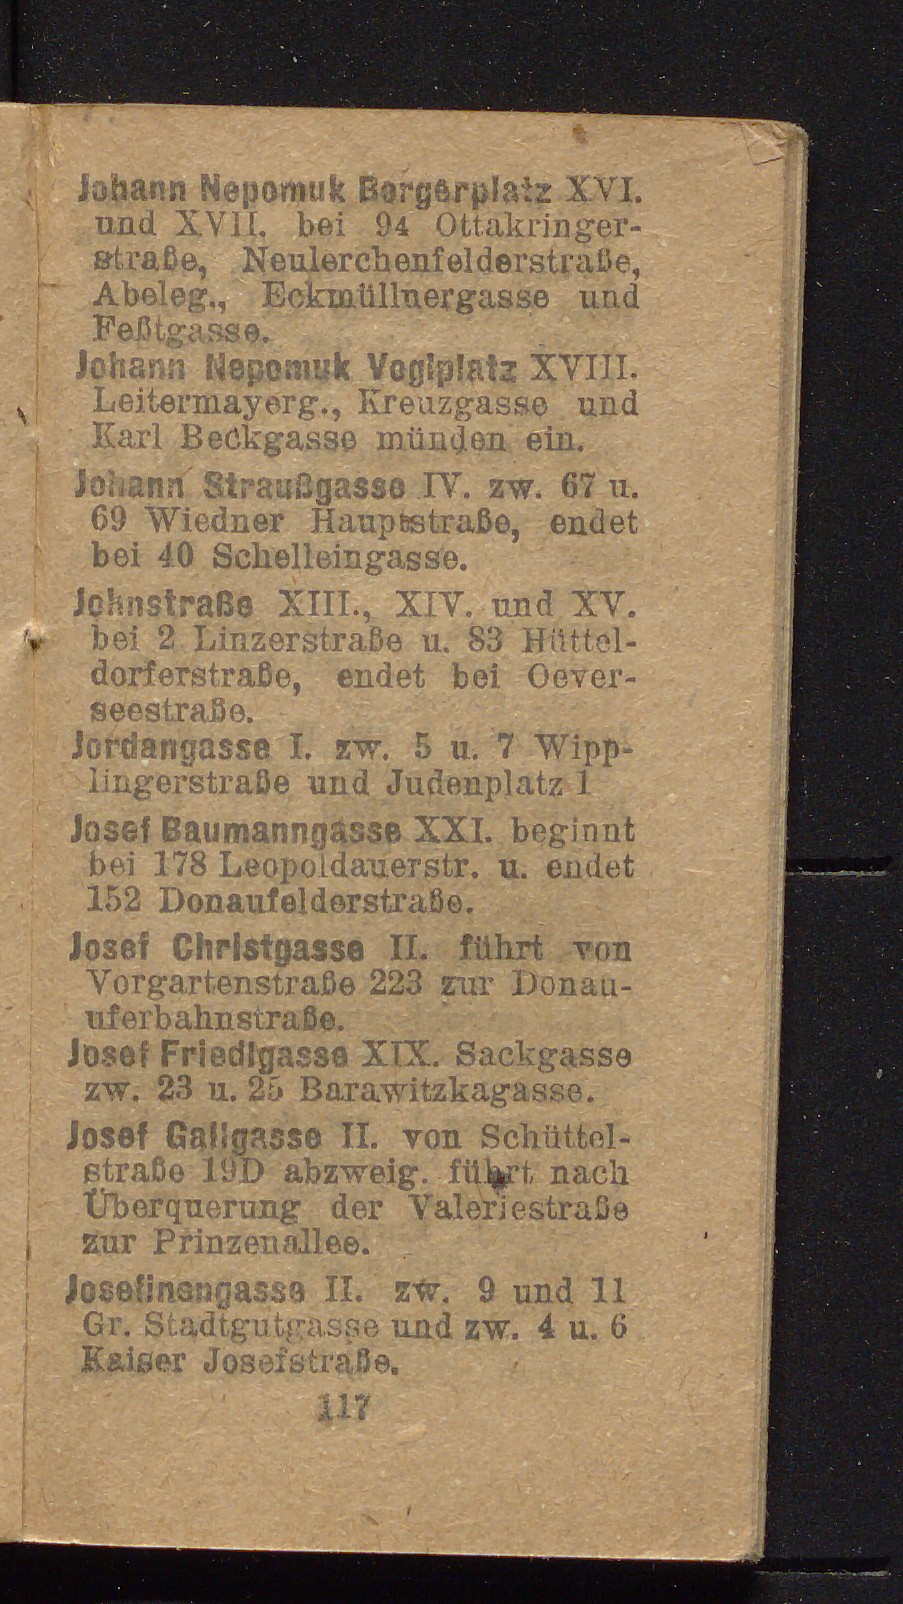 Johann Nepomuk Bergerplatz XVI.
und XVII. bei 94 Ottakringer-
straße, Neulerchenfelderstraße,
Abeleg., Eckmüllnergasse und
Feßtgasse.
Johann Nepomuk Voglplatz XVIII.
Leitermayerg., Kreuzgasse und
Karl Beckgasse münden ein.
Johann Straußgasse IV. zw. 67 u.
69 Wiedner Hauptstraße, endet
bei 40 Schelleingasse.
Johnstraße XIII., XIV. und XV.
bei 2 Linzerstraße u. 83 Hüttel-
dorferstraße, endet bei Oever-
seestraße.
Jordangasse I. zw. 5 u. 7 Wipp-
lingerstraße und Judenplatz 1
Josef Baumanngasse XXI. beginnt
bei 178 Leopoldauerstr. u. endet
152 Donaufelderstraße.
Josef Christgasse II. führt von
Vorgartenstraße 223 zur Donau-
uferbahnstraße.
Josef Friedlgasse XIX. Sackgasse
zw. 23 u. 25 Barawitzkagasse.
Josef Gallgasse II. von Schüttel-
straße 19D abzweig. führt nach
Überquerung der Valeriestraße
zur Prinzenallee.
Josefinengasse II. zw. 9 und 11
Gr. Stadtgutgasse und zw. 4 u. 6
Kaiser Josefstraße.
117